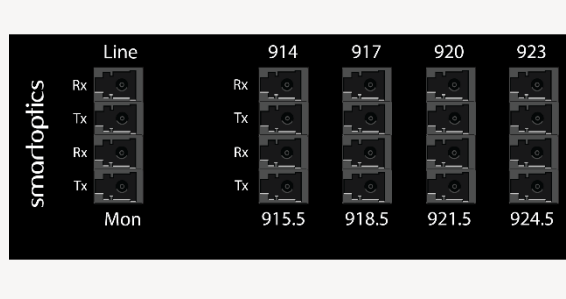 smartoptics
Line 914 917 920 923
Rx Rx
Tx Tx
Rx Rx
Tx Tx
Mon 915.5 918.5 921.5 924.5